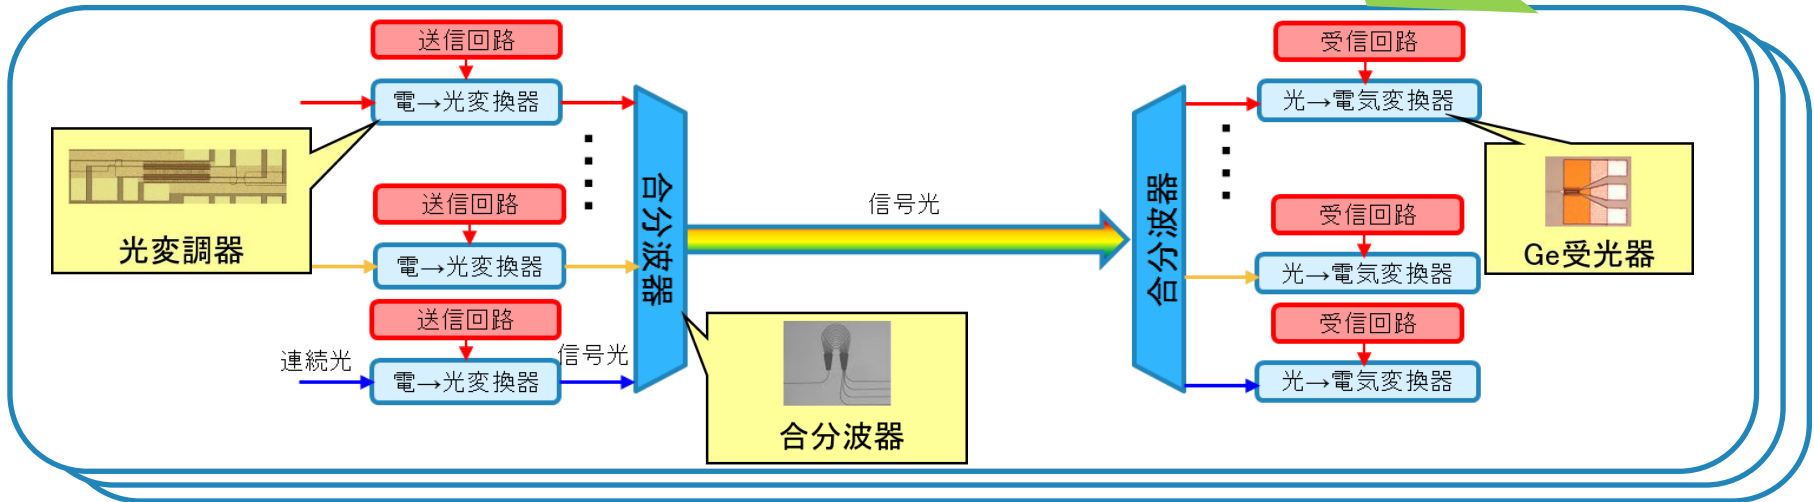 送信回路
電→光変換器
光変調器
送信回路
電→光変換器
送信回路
連続光
電→光変換器
信号光
合分波器
合分波器
信号光
合分波器
受信回路
光→電気変換器
Ge受光器
受信回路
光→電気変換器
受信回路
光→電気変換器